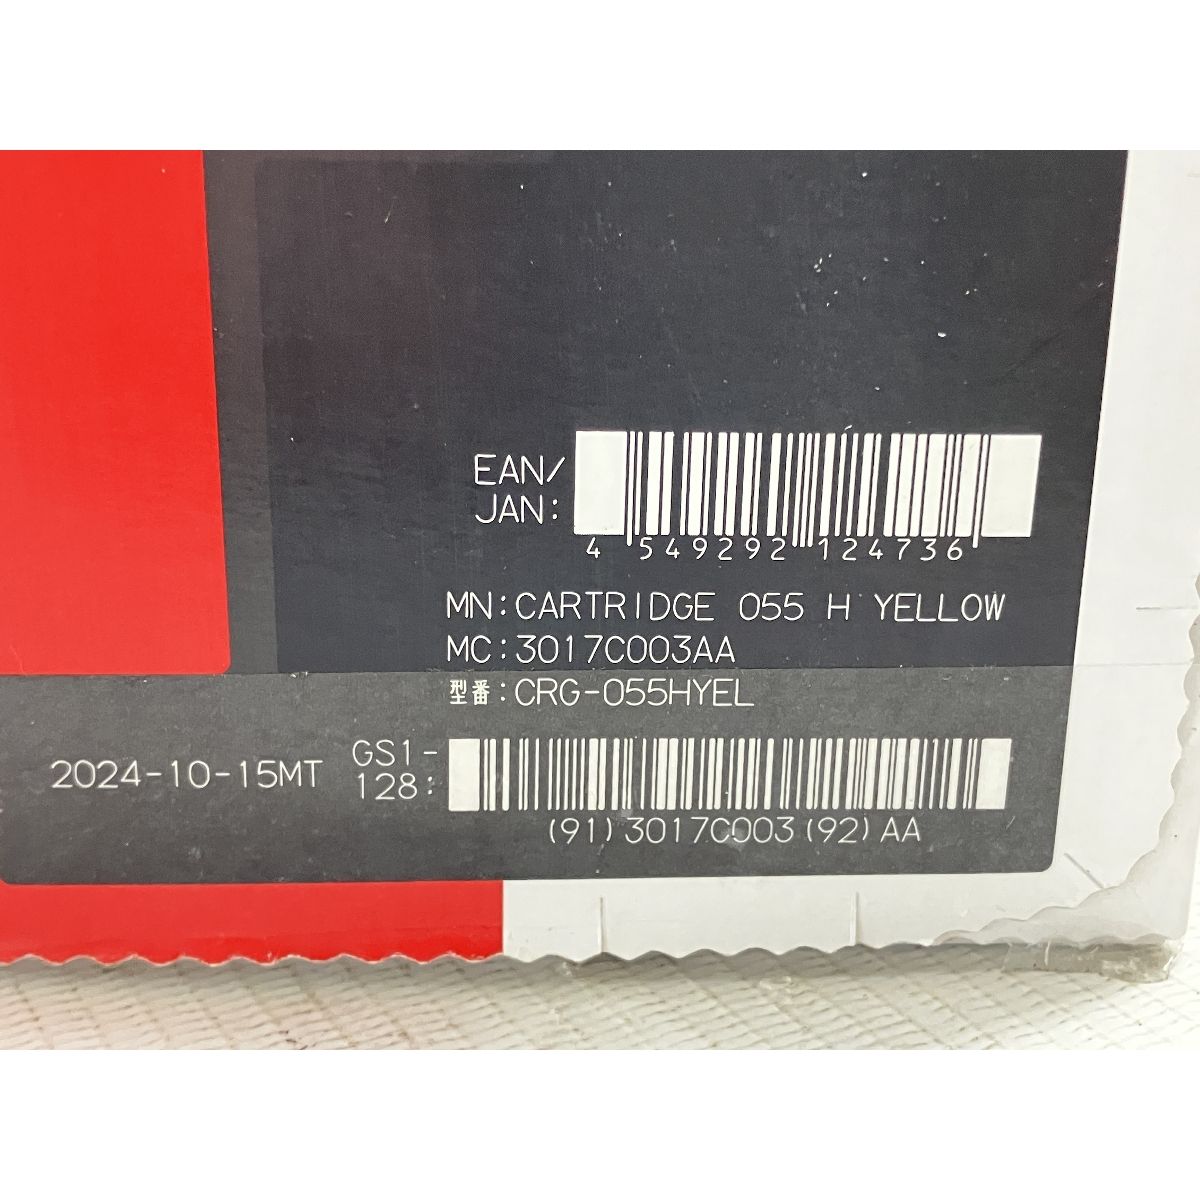 EAN/
JAN:
4 549292 124736
MN:CARTRIDGE 055 H YELLOW
MC:3017C003AA
型番:CRG-055HYEL
2024-10-15MT
GS1-
128:
(91)3017C003(92)AA